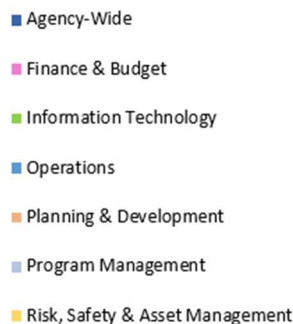 Agency-Wide
Finance & Budget
Information Technology
Operations
Planning & Development
Program Management
Risk, Safety & Asset Management